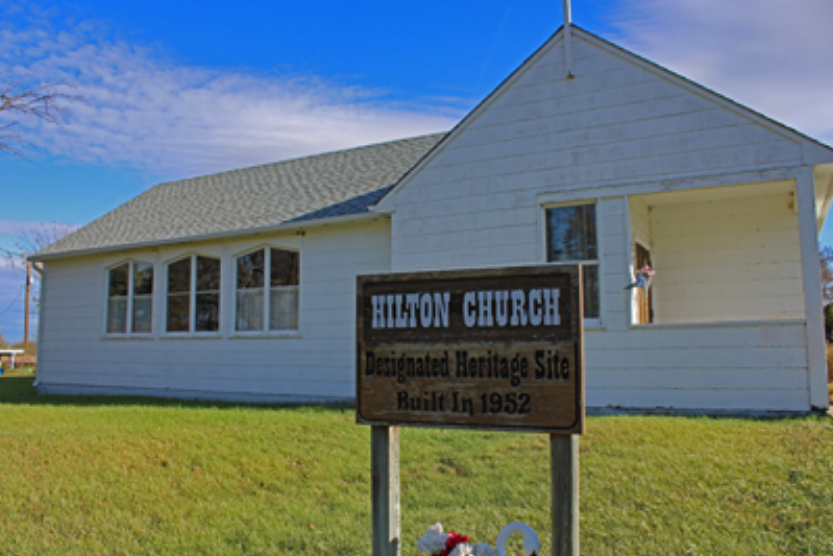 HILTON CHURCH
Designated Heritage Site
Built In 1952